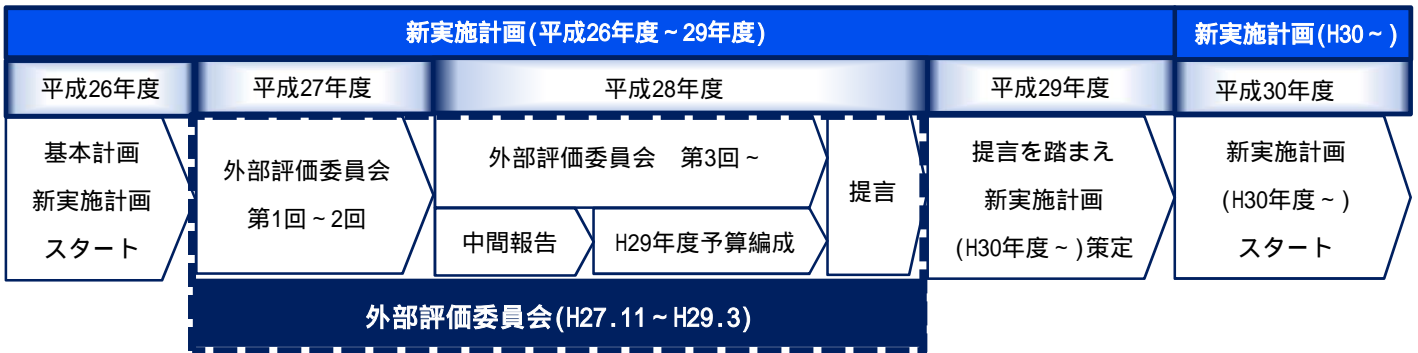 新実施計画(平成26年度～29年度)
新実施計画(H30～)
平成26年度
平成27年度
平成28年度
平成29年度
平成30年度
基本計画
新実施計画
スタート
外部評価委員会
第1回～2回
外部評価委員会　第3回～
中間報告
H29年度予算編成
提言
提言を踏まえ
新実施計画
(H30年度～)策定
新実施計画
(H30年度～)
スタート
外部評価委員会(H27.11～H29.3)